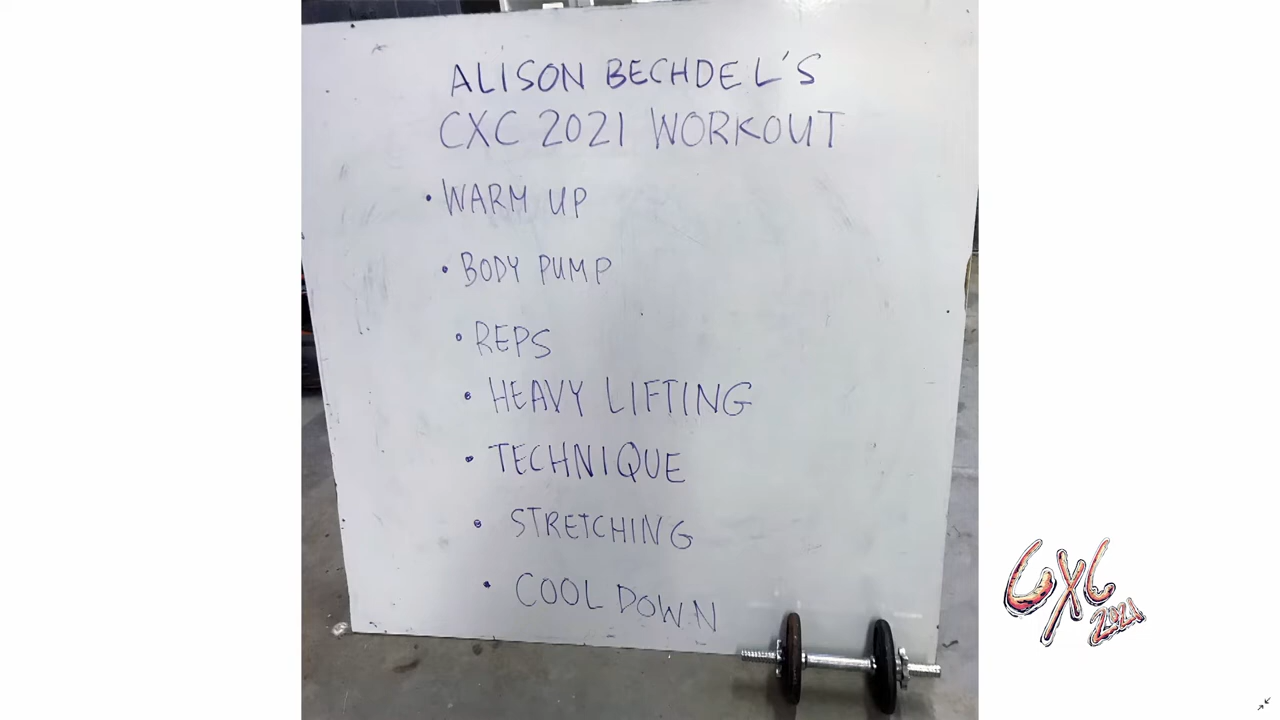 ALISON BECHDEL'S
CXC 2021 WORKOUT
• WARM UP
• BODY PUMP
• REPS
• HEAVY LIFTING
• TECHNIQUE
• STRETCHING
• COOL DOWN
CXC
2021